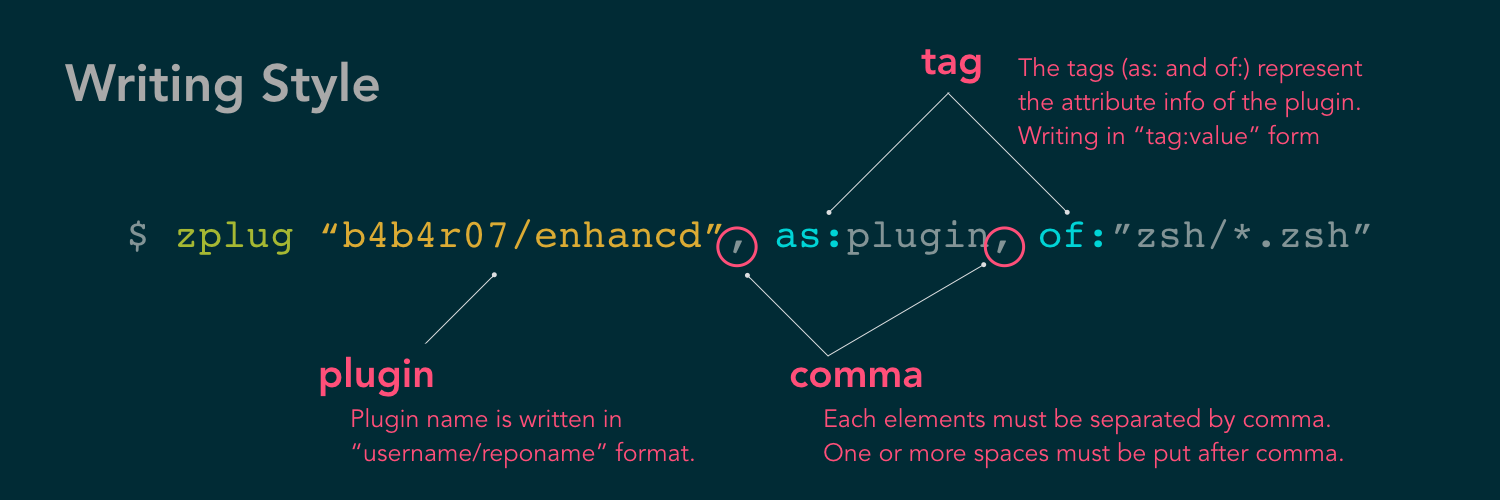 Writing Style
tag
The tags (as: and of:) represent
the attribute info of the plugin.
Writing in “tag:value” form
$ zplug “b4b4r07/enhancd”, as:plugin, of:”zsh/*.zsh”
plugin
Plugin name is written in
“username/reponame” format.
comma
Each elements must be separated by comma.
One or more spaces must be put after comma.